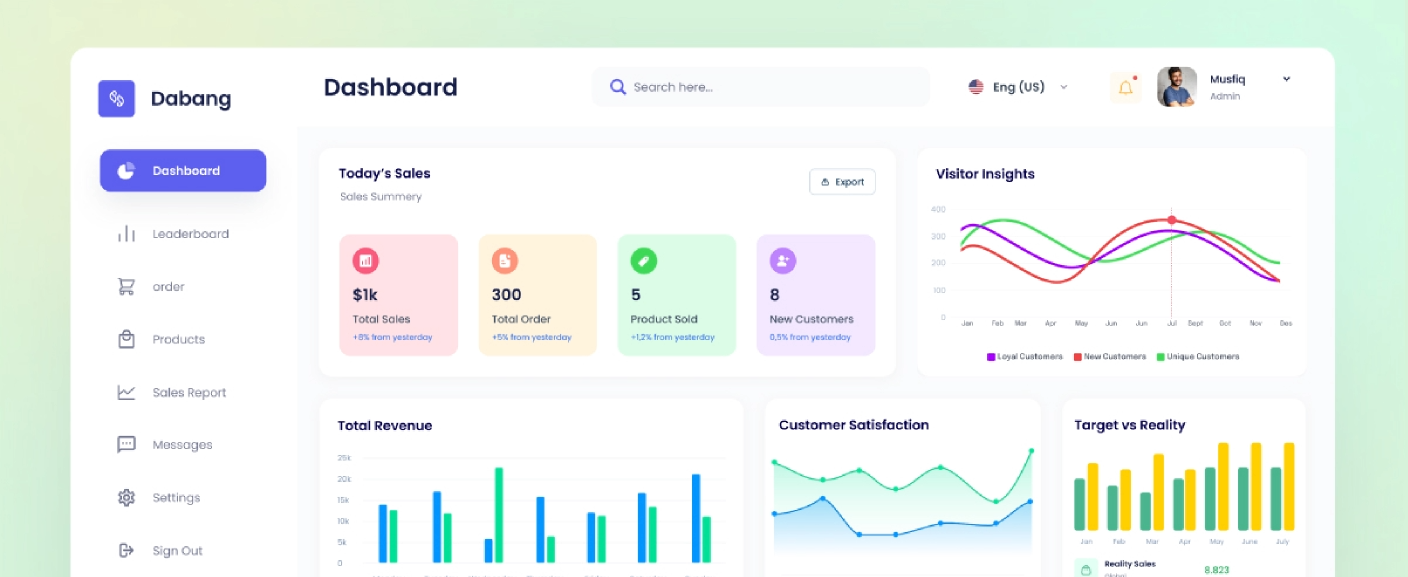 Dabang
Dashboard
Leaderboard
order
Products
Sales Report
Messages
Settings
Sign Out
Dashboard
Search here...
Eng (US)
Musfiq
Admin
Today's Sales
Sales Summery
Export
$1k
Total Sales
+8% from yesterday
300
Total Order
+5% from yesterday
5
Product Sold
+1,2% from yesterday
8
New Customers
0,5% from yesterday
Visitor Insights
400
300
200
100
0
Jan Feb Mar Apr May Jun Jun Jul Sept Oct Nov Des
Loyal Customers New Customers Unique Customers
Total Revenue
25k
20k
15k
10k
5k
0
Customer Satisfaction
Target vs Reality
Jan Feb Mar Apr May June July
Reality Sales
8.823